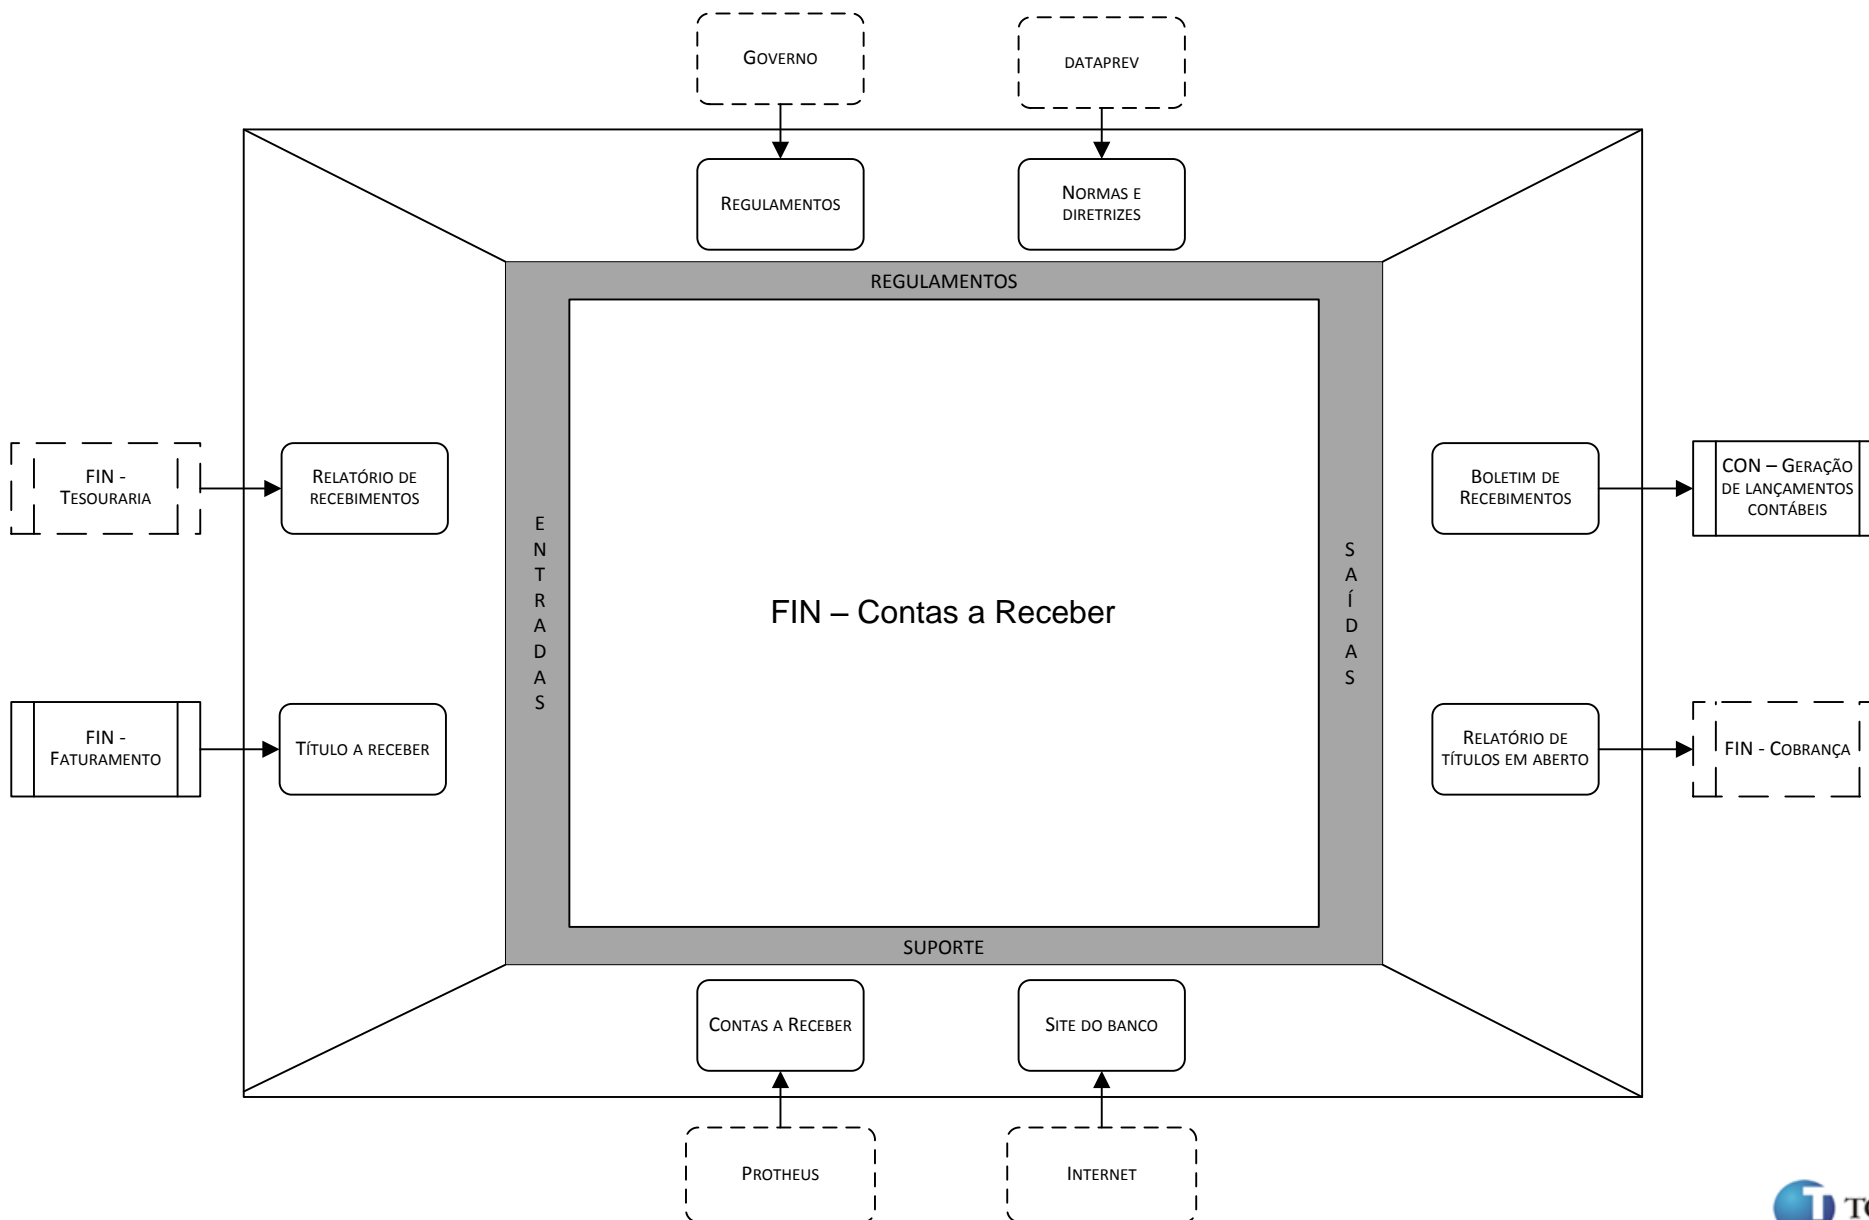 Governo
DATAPREV
Regulamentos
Normas e
diretrizes
REGULAMENTOS
FIN -
Tesouraria
Relatório de
recebimentos
Boletim de
Recebimentos
CON – Geração
de lançamentos
contábeis
ENTRADAS
FIN – Contas a Receber
SAÍDAS
FIN -
Faturamento
Título a receber
Relatório de
títulos em aberto
FIN - Cobrança
SUPORTE
Contas a Receber
Site do banco
Protheus
Internet